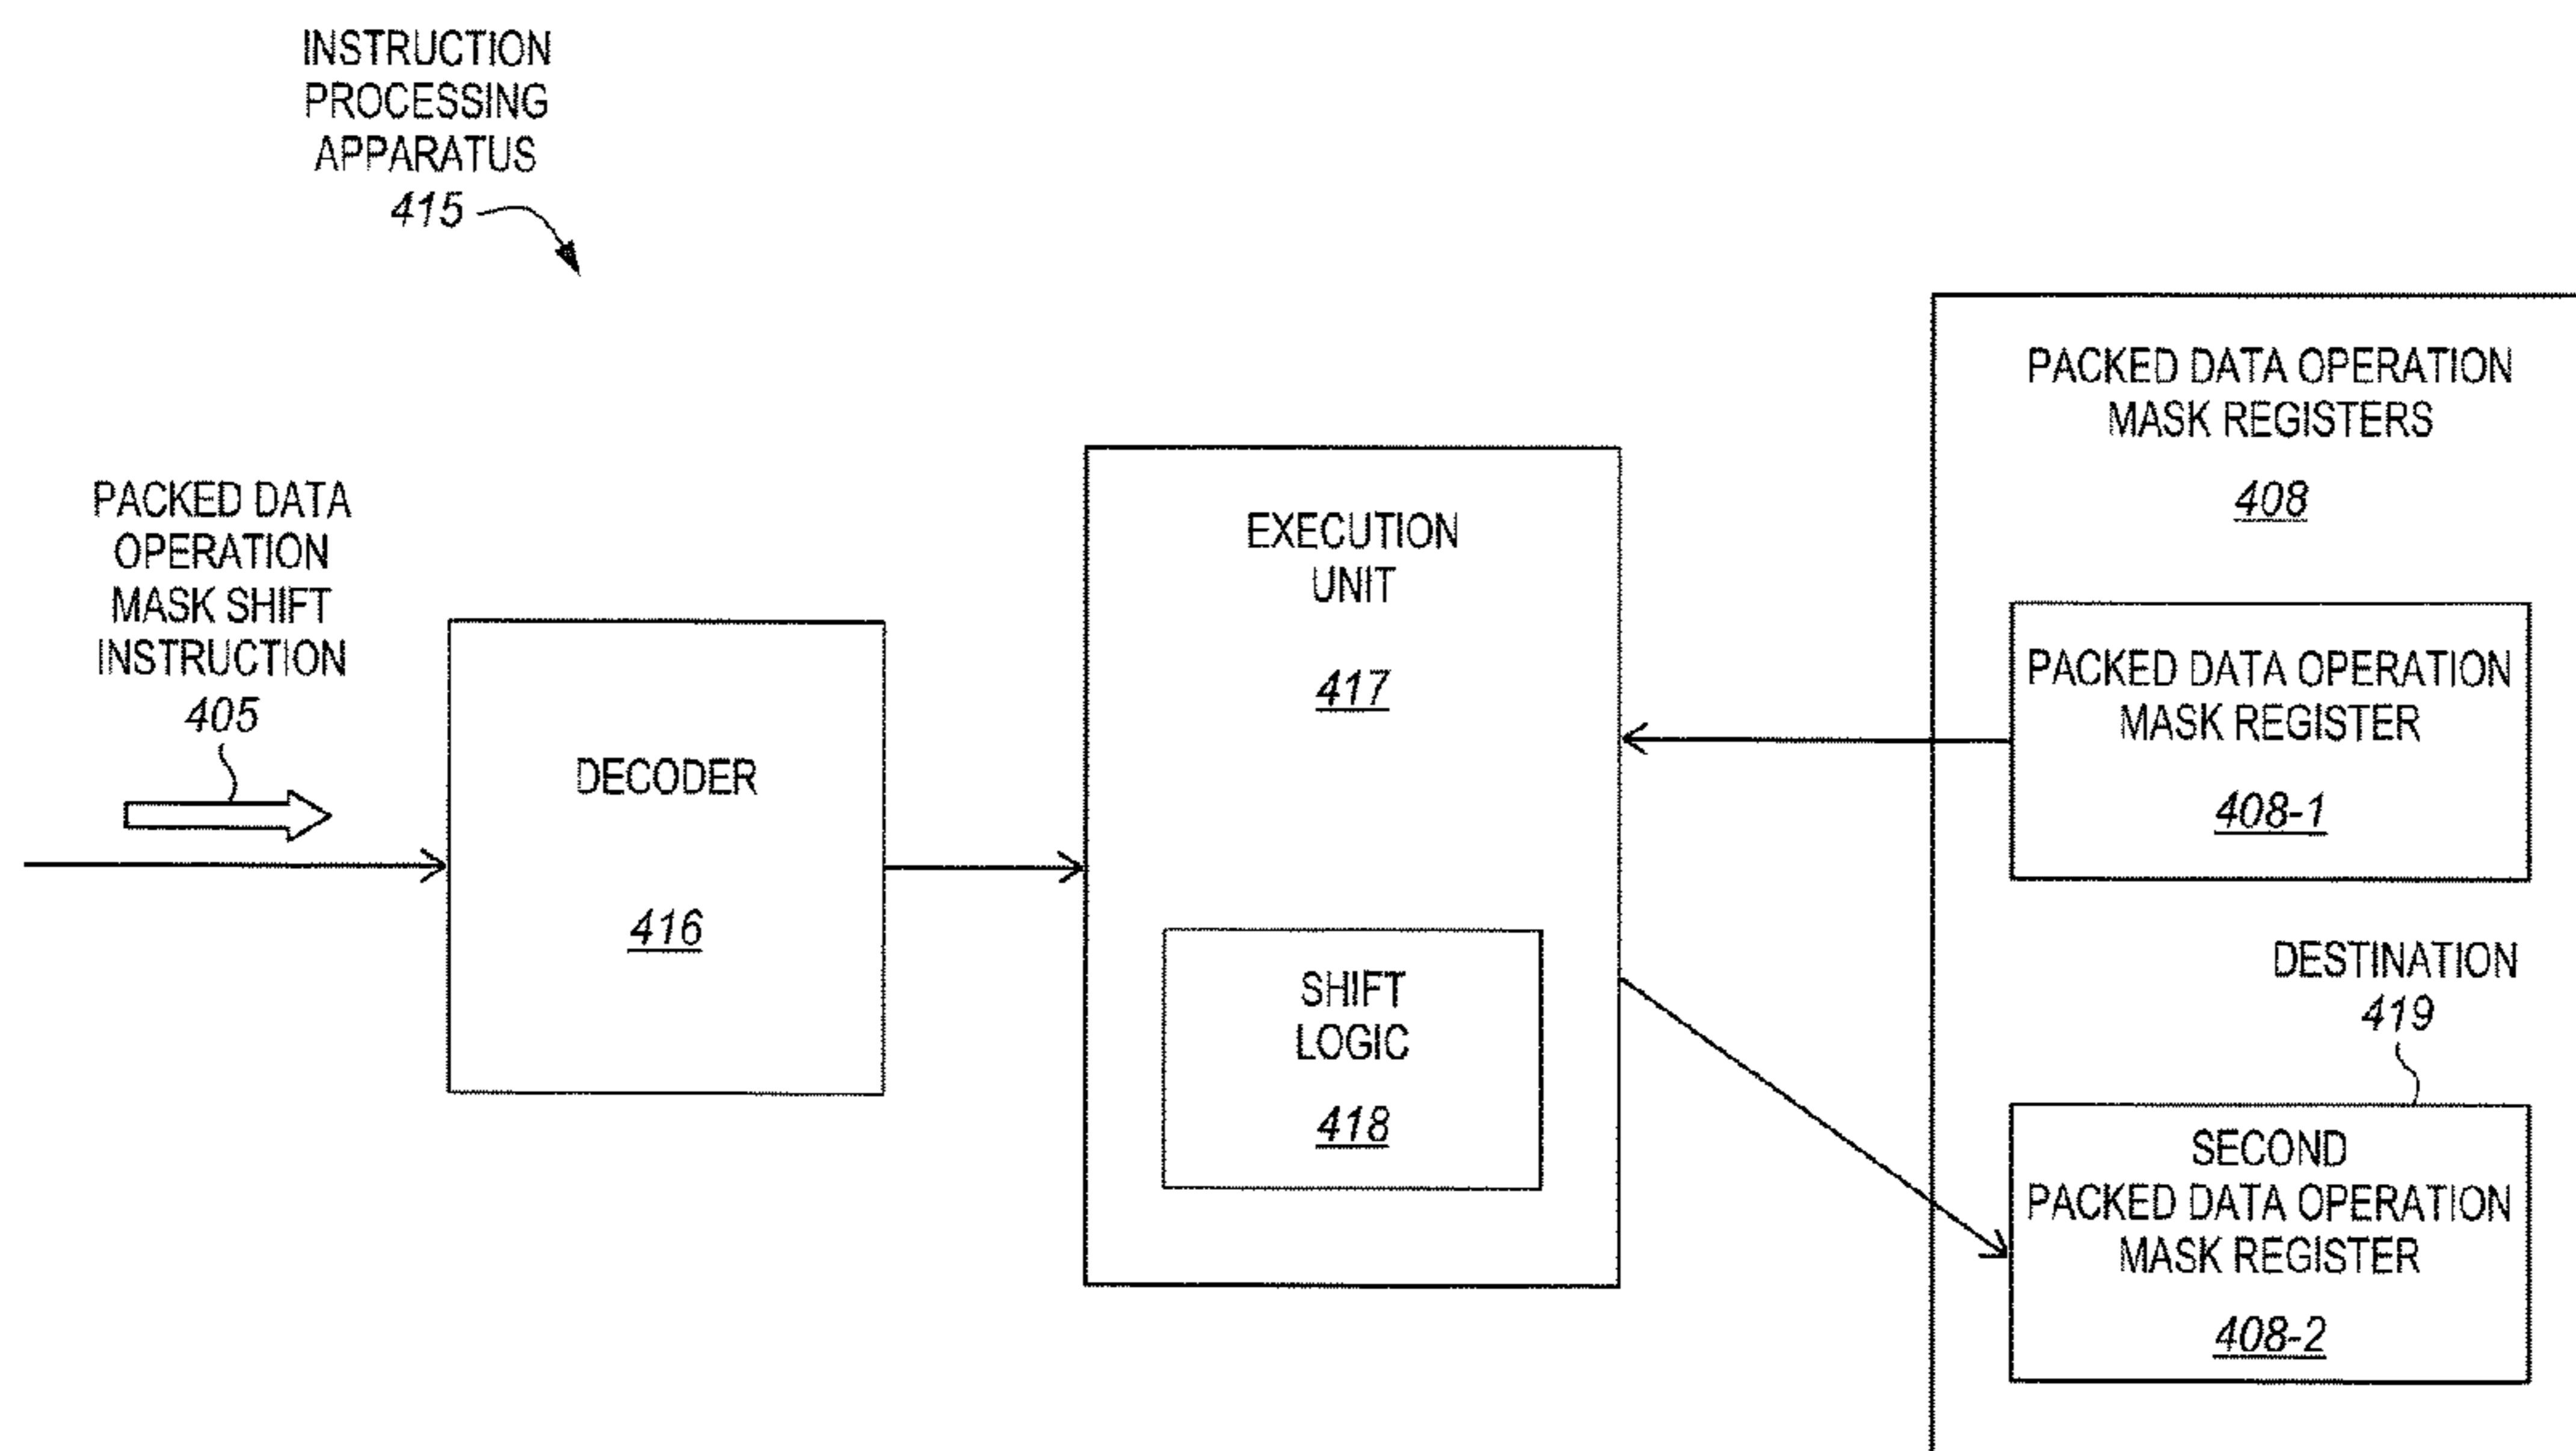 INSTRUCTION
PROCESSING
APPARATUS
415
PACKED DATA
OPERATION
MASK SHIFT
INSTRUCTION
405
DECODER
416
EXECUTION
UNIT
417
SHIFT
LOGIC
418
PACKED DATA OPERATION
MASK REGISTERS
408
PACKED DATA OPERATION
MASK REGISTER
408-1
DESTINATION
419
SECOND
PACKED DATA OPERATION
MASK REGISTER
408-2